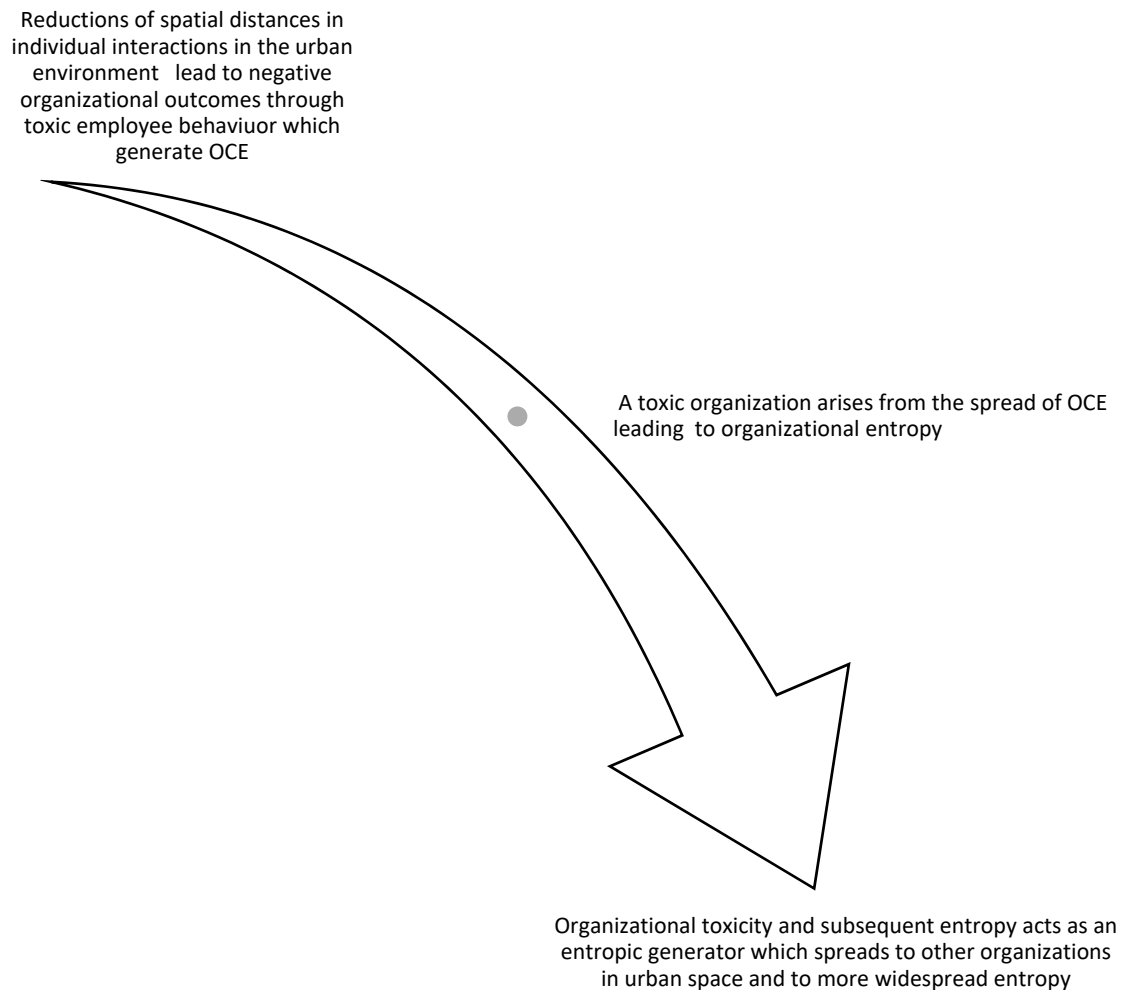 Reductions of spatial distances in
individual interactions in the urban
environment   lead to negative
organizational outcomes through
toxic employee behaviuor which
generate OCE
A toxic organization arises from the spread of OCE
leading  to organizational entropy
Organizational toxicity and subsequent entropy acts as an
entropic generator which spreads to other organizations
in urban space and to more widespread entropy